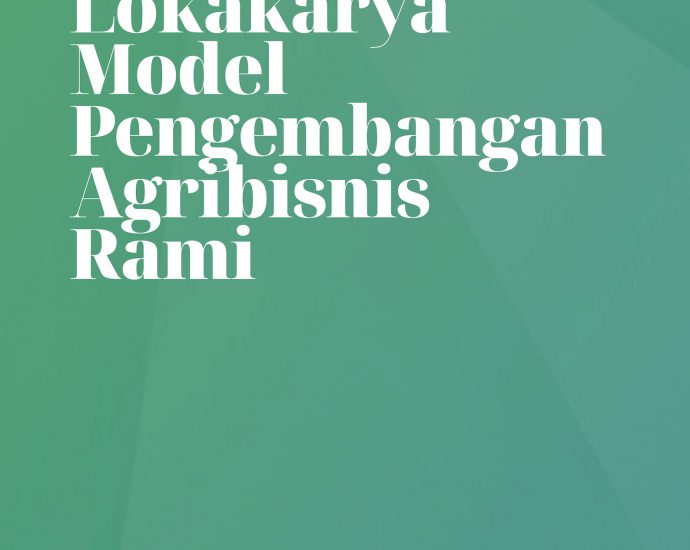 Lokakarya
Model
Pengembangan
Agribisnis
Rami